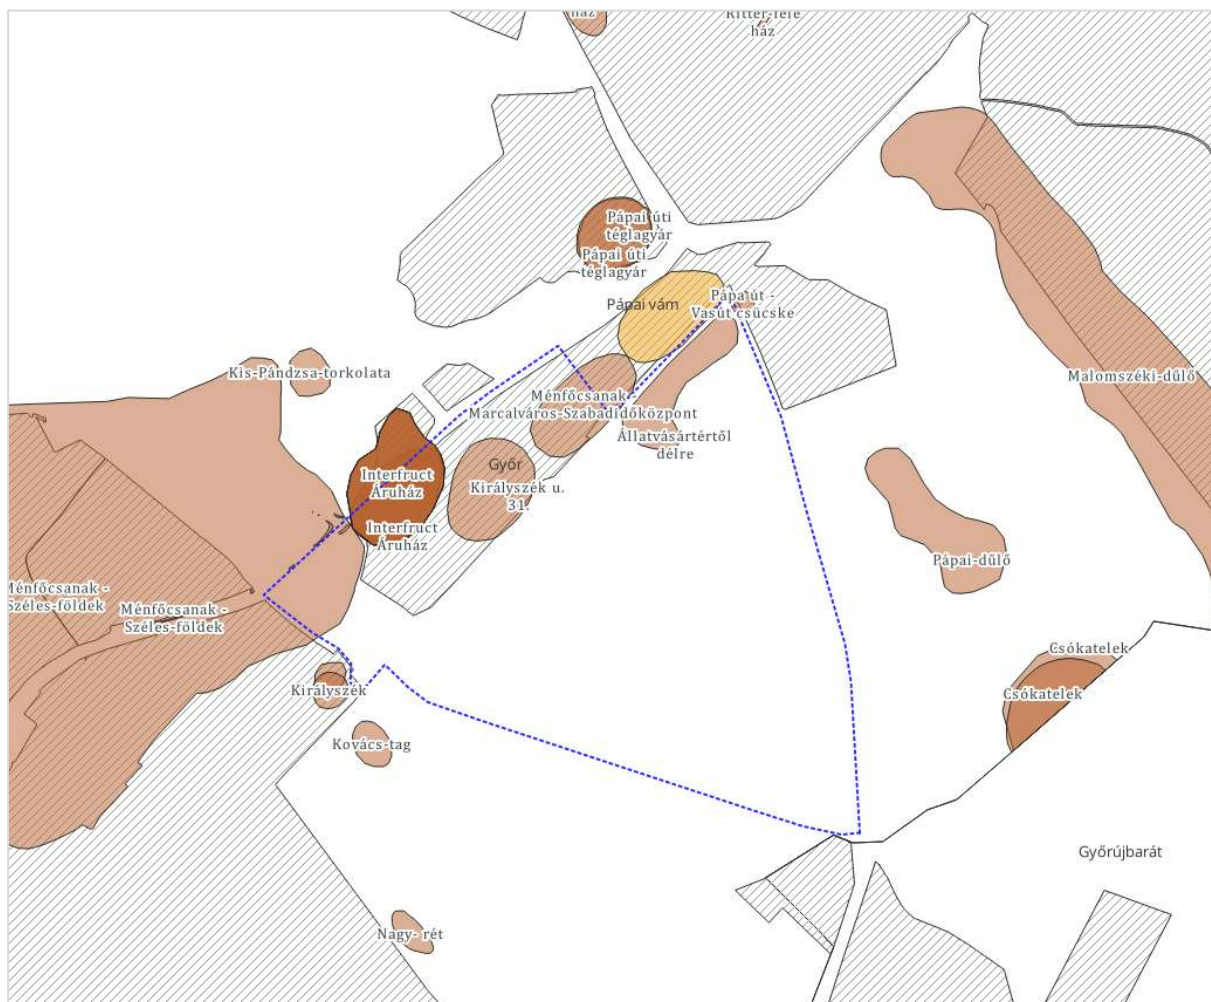 ház
Ritter-féle
ház
Pápai úti
téglagyár
Pápai úti
téglagyár
Pápai vám
Pápa út -
Vasút csücske
Kis-Pándzsa-torkolata
Malomszéki-dűlő
Ménfőcsanak
Marcalváros-Szabadidőközpont
Állatvásártértől
délre
Győr
Királyszék u.
31.
Interfruct
Áruház
Interfruct
Áruház
Pápai-dűlő
Ménfőcsanak -
Széles-földek
Ménfőcsanak -
Széles-földek
Csókatelek
Csókatelek
Királyszék
Kovács-tag
Győrújbarát
Nagy- rét